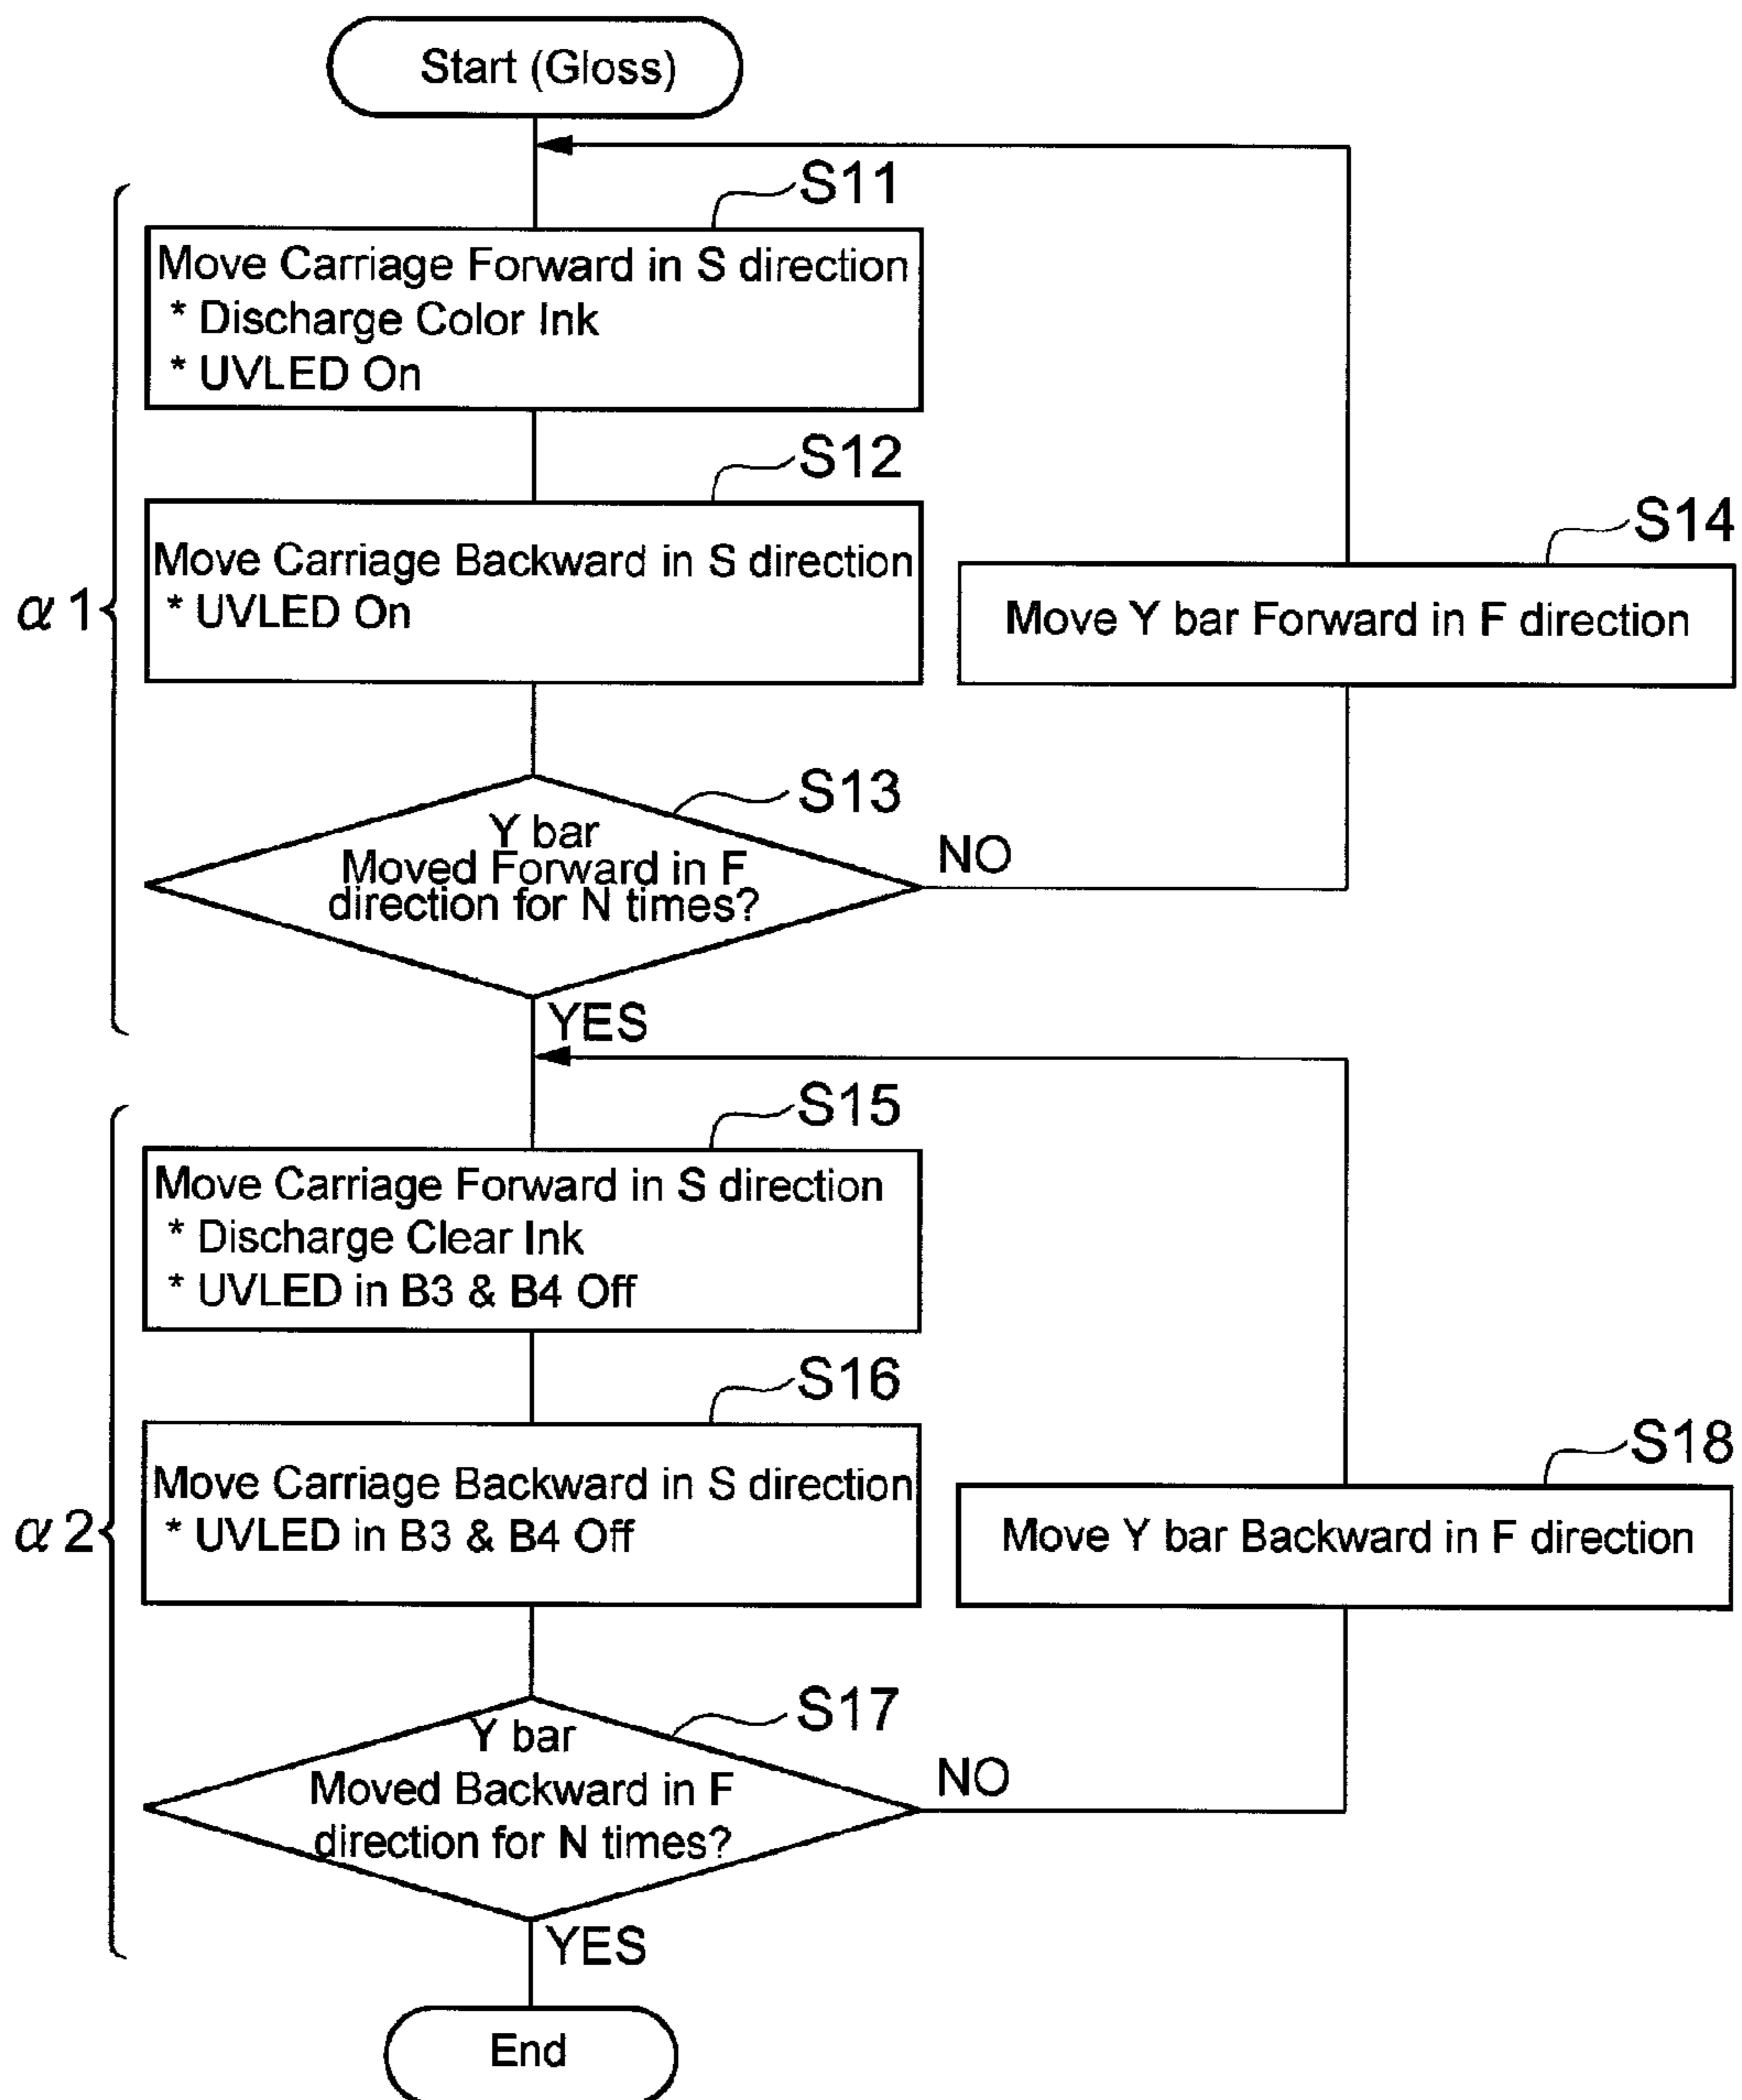 Start (Gloss)
S11
Move Carriage Forward in S direction
* Discharge Color Ink
* UVLED On
S12
Move Carriage Backward in S direction
* UVLED On
S14
Move Y bar Forward in F direction
α1
S13
Y bar
Moved Forward in F
direction for N times?
NO
YES
S15
Move Carriage Forward in S direction
* Discharge Clear Ink
* UVLED in B3 & B4 Off
S16
Move Carriage Backward in S direction
* UVLED in B3 & B4 Off
S18
Move Y bar Backward in F direction
α2
S17
Y bar
Moved Backward in F
direction for N times?
NO
YES
End